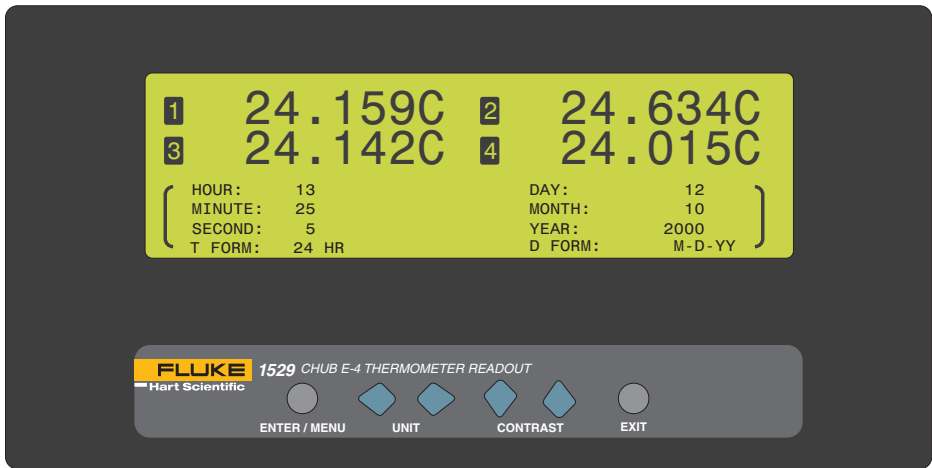 1 24.159C 2 24.634C
3 24.142C 4 24.015C
HOUR: 13 DAY: 12
MINUTE: 25 MONTH: 10
SECOND: 5 YEAR: 2000
T FORM: 24 HR D FORM: M-D-YY
FLUKE 1529 CHUB E-4 THERMOMETER READOUT
Hart Scientific
ENTER / MENU UNIT CONTRAST EXIT